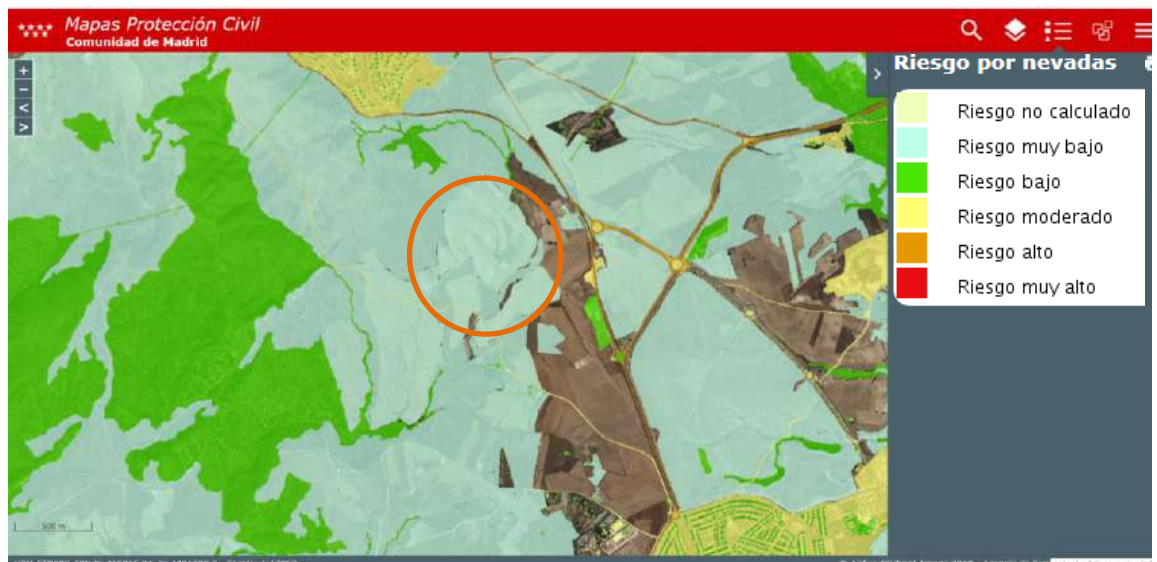 Mapas Protección Civil
Comunidad de Madrid
+
−
<
>
>
Riesgo por nevadas
Riesgo no calculado
Riesgo muy bajo
Riesgo bajo
Riesgo moderado
Riesgo alto
Riesgo muy alto
500 m